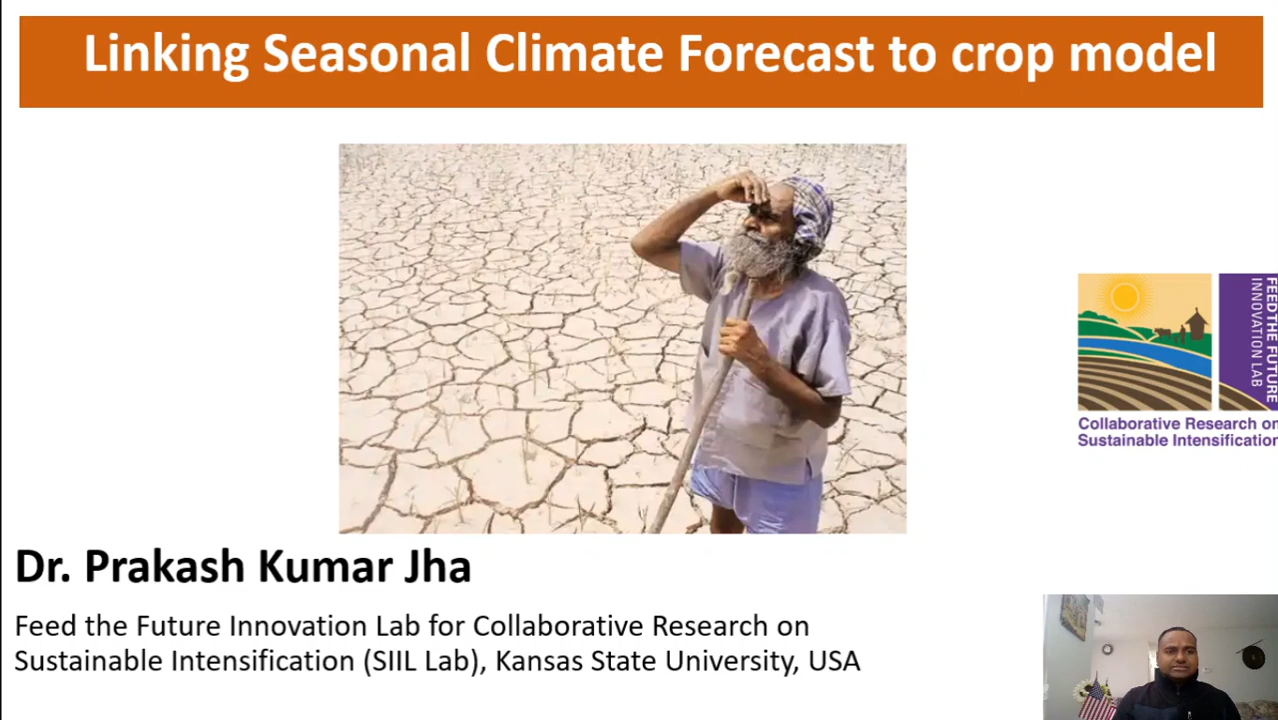 Linking Seasonal Climate Forecast to crop model
FEED THE FUTURE
INNOVATION LAB
Collaborative Research on
Sustainable Intensification
Dr. Prakash Kumar Jha
Feed the Future Innovation Lab for Collaborative Research on
Sustainable Intensification (SIIL Lab), Kansas State University, USA